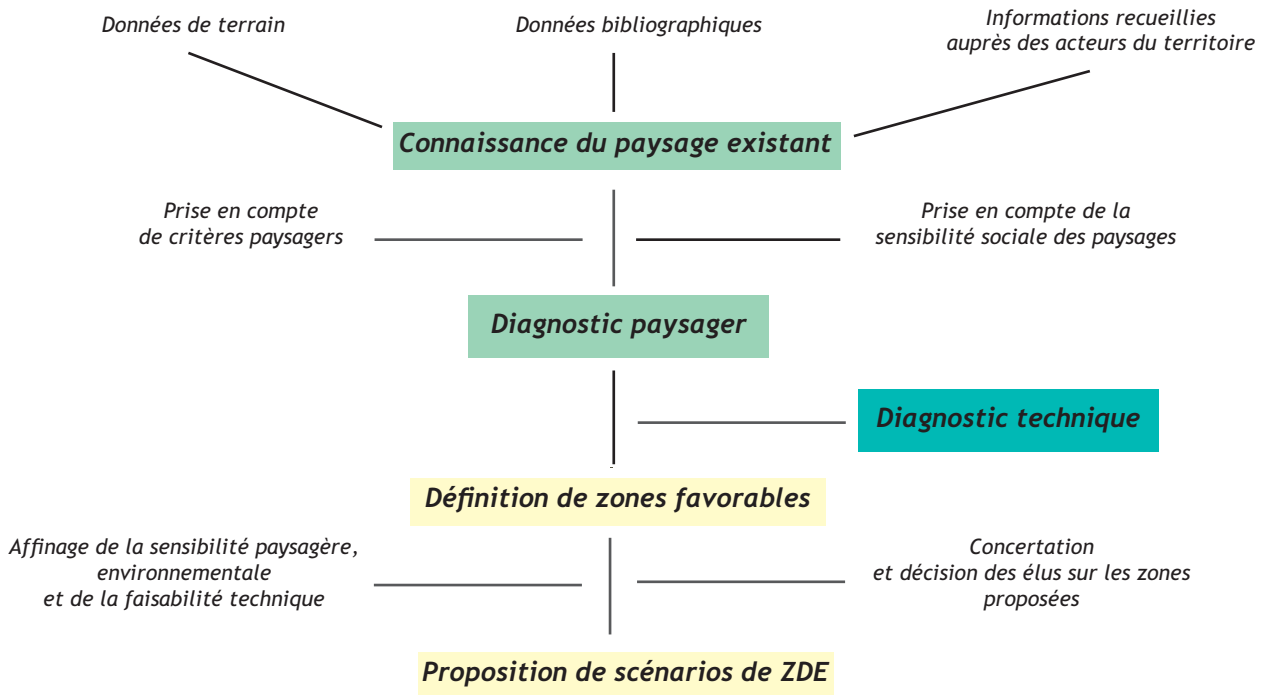 Données de terrain
Données bibliographiques
Informations recueillies
auprès des acteurs du territoire
Connaissance du paysage existant
Prise en compte
de critères paysagers
Prise en compte de la
sensibilité sociale des paysages
Diagnostic paysager
Diagnostic technique
Définition de zones favorables
Affinage de la sensibilité paysagère,
environnementale
et de la faisabilité technique
Concertation
et décision des élus sur les zones
proposées
Proposition de scénarios de ZDE